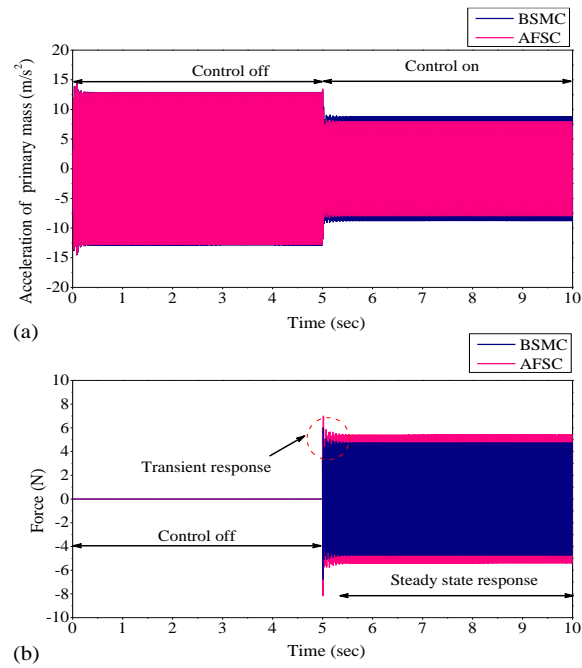 BSMC
AFSC
20
15
10
5
0
-5
-10
-15
-20
Acceleration of primary mass (m/s²)
Control off
Control on
0 1 2 3 4 5 6 7 8 9 10
Time (sec)
(a)
BSMC
AFSC
10
8
6
4
2
0
-2
-4
-6
-8
-10
Force (N)
Transient response
Control off
Steady state response
0 1 2 3 4 5 6 7 8 9 10
Time (sec)
(b)